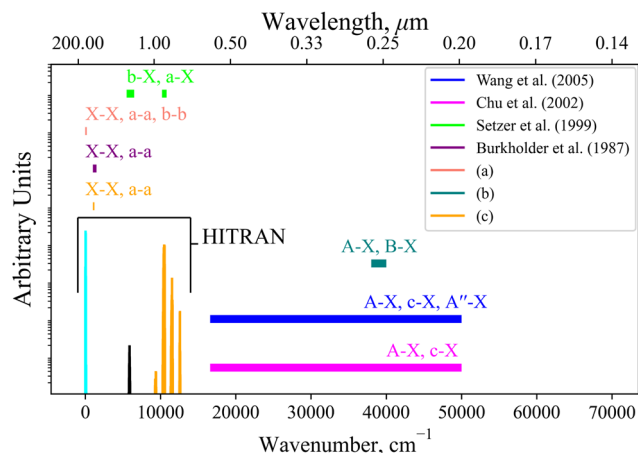 Wavelength, μm
200.00 1.00 0.50 0.33 0.25 0.20 0.17 0.14
b-X, a-X
X-X, a-a, b-b
X-X, a-a
X-X, a-a
HITRAN
A-X, B-X
A-X, c-X, A′′-X
A-X, c-X
Wang et al. (2005)
Chu et al. (2002)
Setzer et al. (1999)
Burkholder et al. (1987)
(a)
(b)
(c)
Arbitrary Units
0 10000 20000 30000 40000 50000 60000 70000
Wavenumber, cm⁻¹